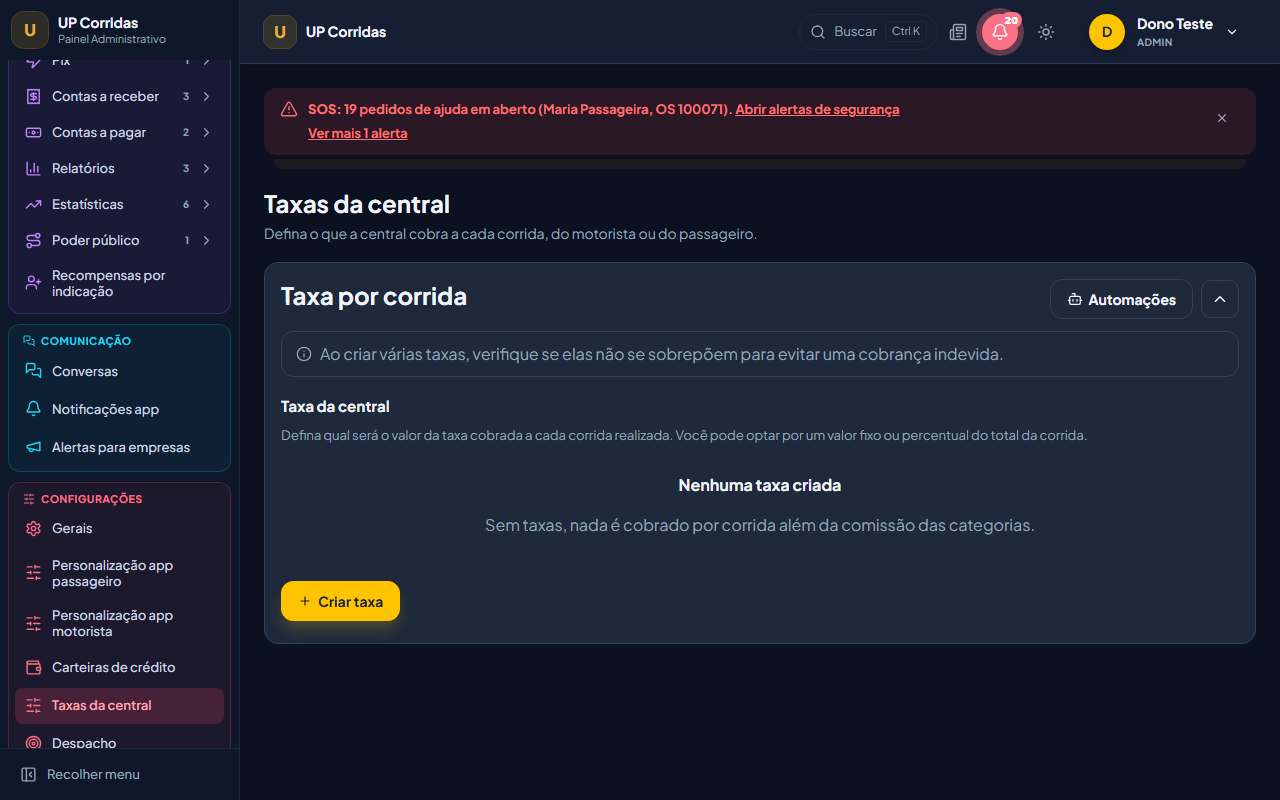 U
UP Corridas
Painel Administrativo
Pix 1
Contas a receber 3
Contas a pagar 2
Relatórios 3
Estatísticas 6
Poder público 1
Recompensas por
indicação
COMUNICAÇÃO
Conversas
Notificações app
Alertas para empresas
CONFIGURAÇÕES
Gerais
Personalização app
passageiro
Personalização app
motorista
Carteiras de crédito
Taxas da central
Despacho
Recolher menu
U UP Corridas
Buscar Ctrl K
20
D
Dono Teste
ADMIN
SOS: 19 pedidos de ajuda em aberto (Maria Passageira, OS 100071). Abrir alertas de segurança
Ver mais 1 alerta
Taxas da central
Defina o que a central cobra a cada corrida, do motorista ou do passageiro.
Taxa por corrida
Automações
Ao criar várias taxas, verifique se elas não se sobrepõem para evitar uma cobrança indevida.
Taxa da central
Defina qual será o valor da taxa cobrada a cada corrida realizada. Você pode optar por um valor fixo ou percentual do total da corrida.
Nenhuma taxa criada
Sem taxas, nada é cobrado por corrida além da comissão das categorias.
+ Criar taxa